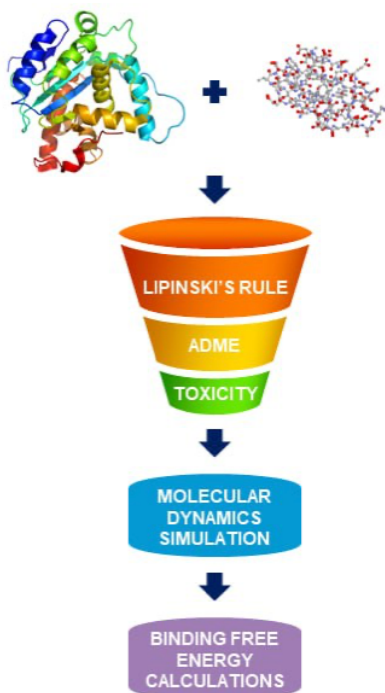 LIPINSKI'S RULE
ADME
TOXICITY
MOLECULAR
DYNAMICS
SIMULATION
BINDING FREE
ENERGY
CALCULATIONS